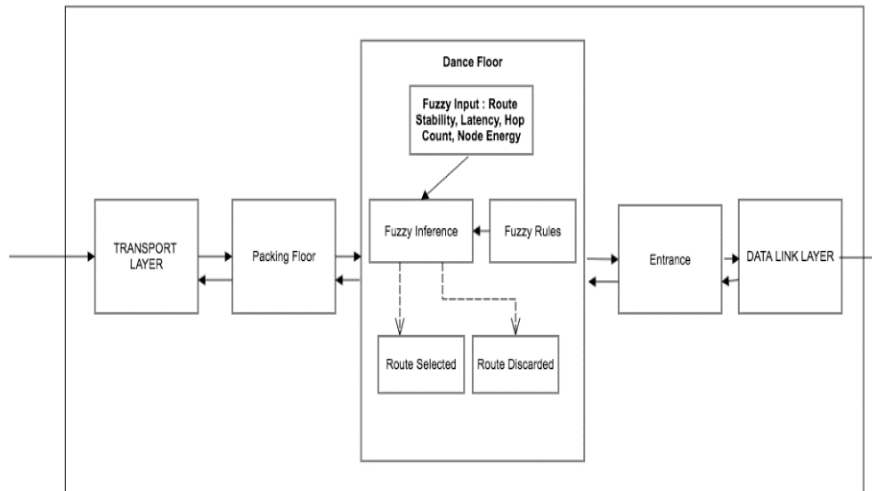 Dance Floor
Fuzzy Input : Route
Stability, Latency, Hop
Count, Node Energy
TRANSPORT
LAYER
Packing Floor
Fuzzy Inference
Fuzzy Rules
Entrance
DATA LINK LAYER
Route Selected
Route Discarded